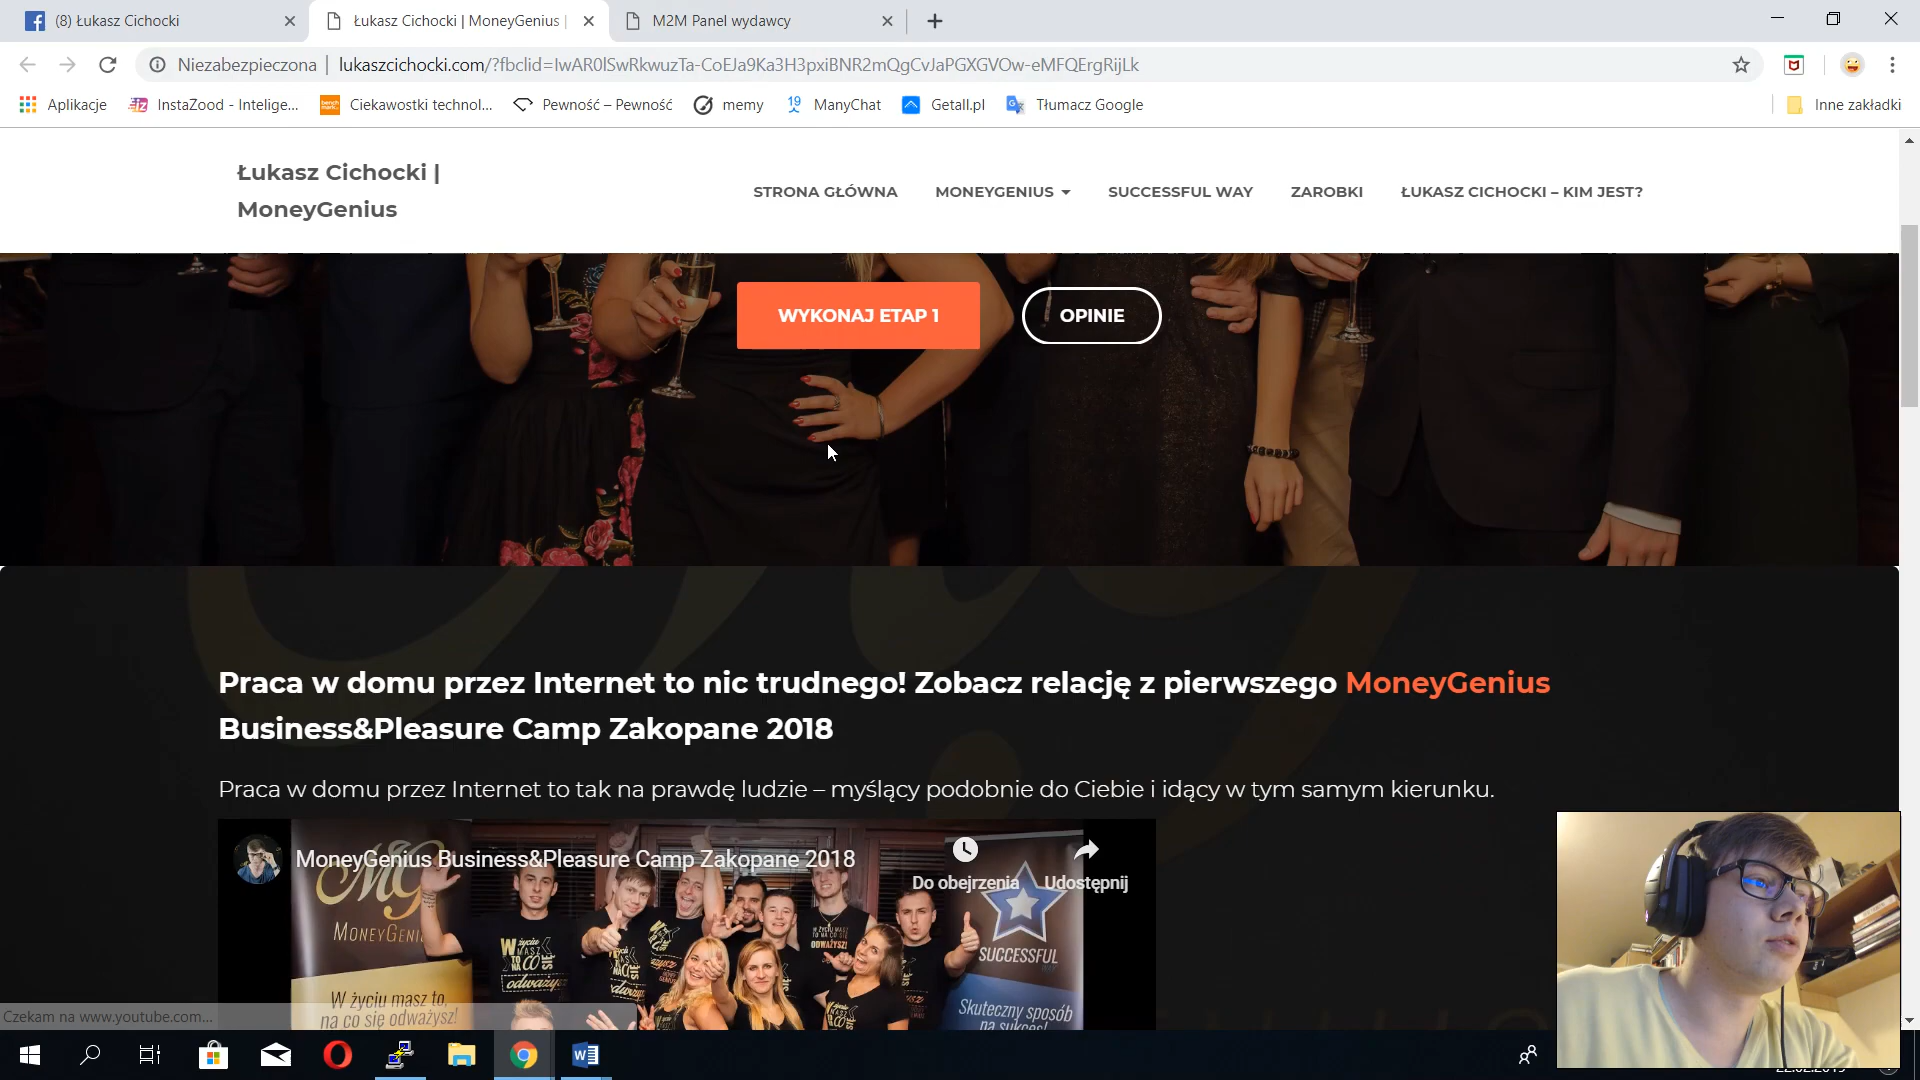 (8) Łukasz Cichocki
Łukasz Cichocki | MoneyGenius |
M2M Panel wydawcy
Niezabezpieczona
lukaszcichocki.com/?fbclid=IwAR0lSwRkwuzTa-CoEJa9Ka3H3pxiBNR2mQgCvJaPGXGVOw-eMFQErgRijLk
Aplikacje
InstaZood - Intelige...
Ciekawostki technol...
Pewność – Pewność
memy
19
ManyChat
Getall.pl
Tłumacz Google
Inne zakładki
Łukasz Cichocki |
MoneyGenius
STRONA GŁÓWNA
MONEYGENIUS
SUCCESSFUL WAY
ZAROBKI
ŁUKASZ CICHOCKI – KIM JEST?
WYKONAJ ETAP 1
OPINIE
Praca w domu przez Internet to nic trudnego! Zobacz relację z pierwszego MoneyGenius
Business&Pleasure Camp Zakopane 2018
Praca w domu przez Internet to tak na prawdę ludzie – myślący podobnie do Ciebie i idący w tym samym kierunku.
MoneyGenius Business&Pleasure Camp Zakopane 2018
Do obejrzenia
Udostępnij
MG
MONEYGENI
W życiu masz to,
na co się odważysz!
SUCCESSFUL
WAY
Skuteczny sposób
na sukces!
Czekam na www.youtube.com...